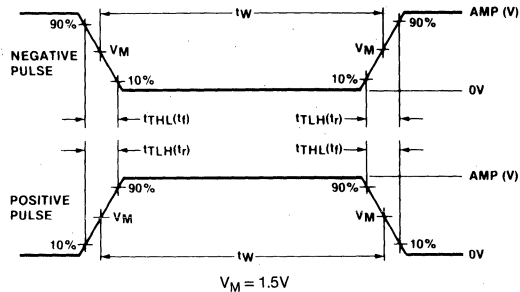 tW
AMP (V)
90%
90%
NEGATIVE
PULSE
VM
VM
10%
10%
0V
tTHL(tf)
tTLH(tr)
tTLH(tr)
tTHL(tf)
AMP (V)
90%
90%
POSITIVE
PULSE
VM
VM
10%
10%
0V
tW
VM = 1.5V